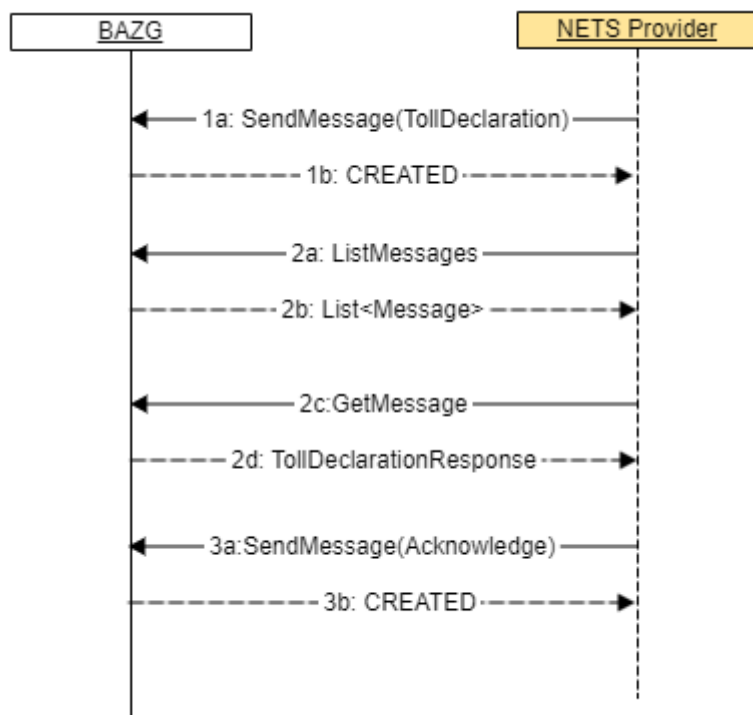 BAZG
NETS Provider
1a: SendMessage(TollDeclaration)
1b: CREATED
2a: ListMessages
2b: List<Message>
2c:GetMessage
2d: TollDeclarationResponse
3a:SendMessage(Acknowledge)
3b: CREATED